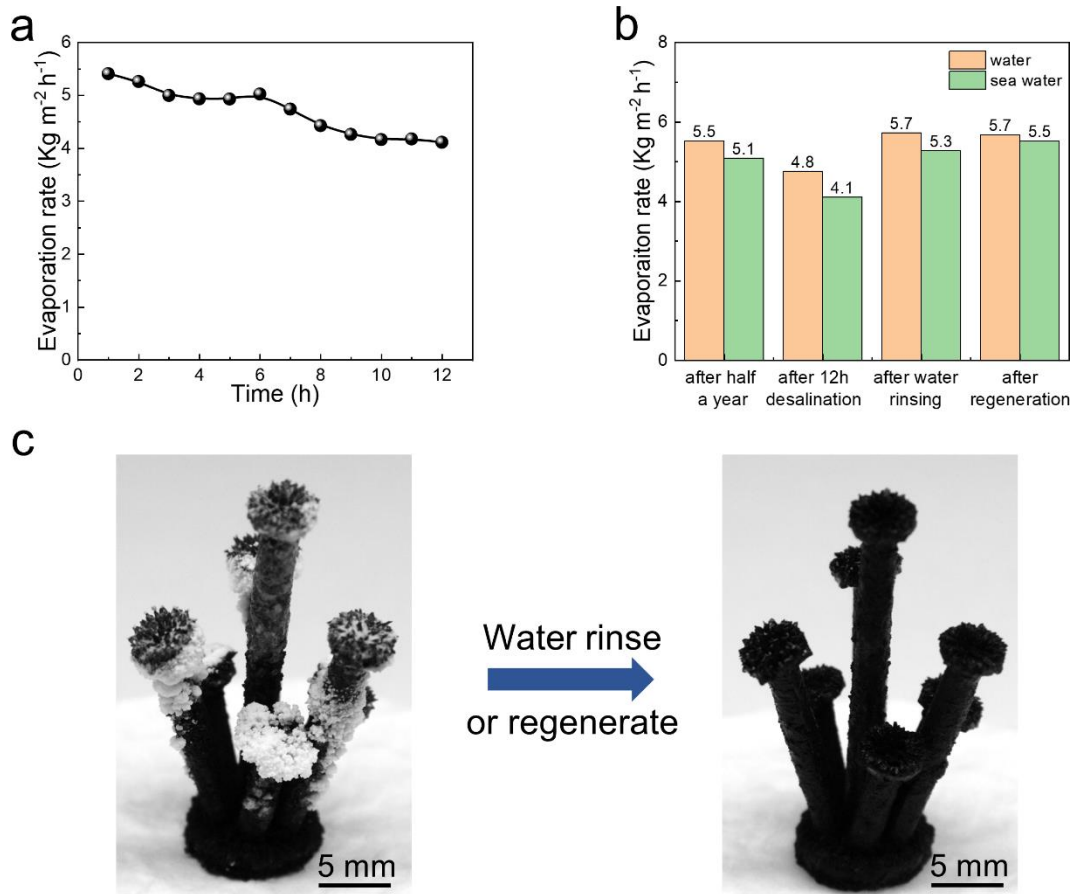 a
6
5
4
3
2
1
0
Evaporation rate (Kg m⁻² h⁻¹)
0 2 4 6 8 10 12
Time (h)
b
8
6
4
2
0
Evaporaiton rate (Kg m⁻² h⁻¹)
water
sea water
5.5 5.1 4.8 4.1 5.7 5.3 5.7 5.5
after half
a year
after 12h
desalination
after water
rinsing
after
regeneration
c
Water rinse
or regenerate
5 mm
5 mm